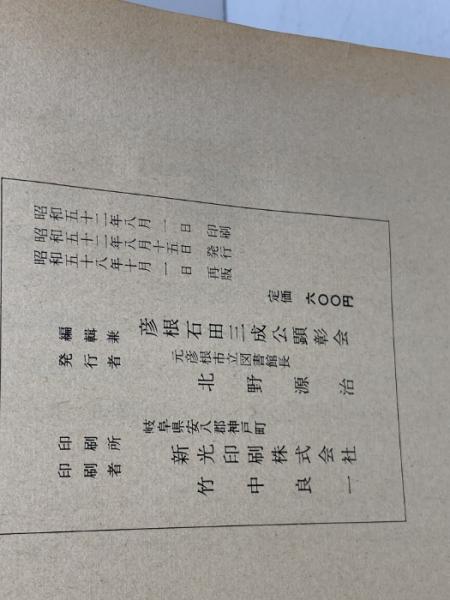 昭和五十二年八月一日 印刷
昭和五十二年八月十五日 発行
昭和五十八年十月一日 再版
定価 六〇〇円
編輯兼
発行者
彦根石田三成公顕彰会
元彦根市立図書館長
北野源治
岐阜県安八郡神戸町
印刷所 新光印刷株式会社
印刷者 竹中良一